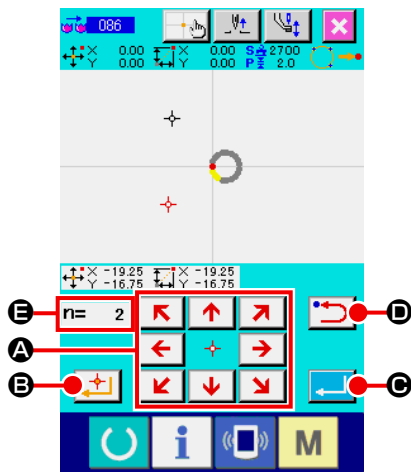 086
X 0.00 X 0.00 S 2700
Y 0.00 Y 0.00 P 2.0
X -19.25 X -19.25
Y -16.75 Y -16.75
E n= 2 D
A
B C
i M